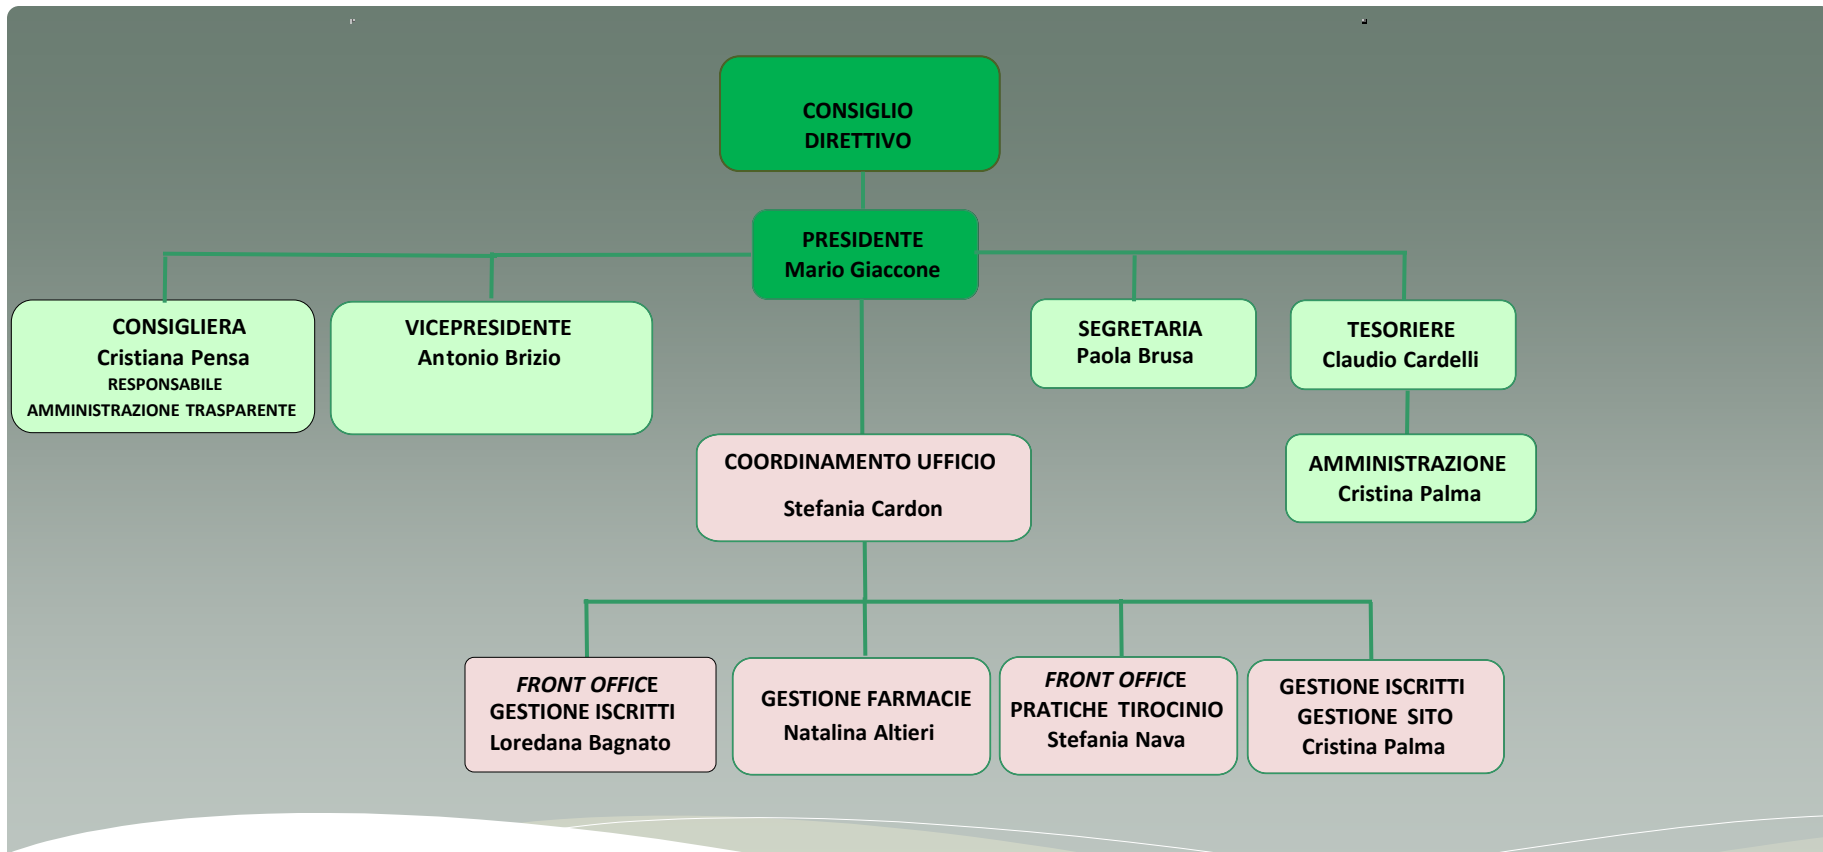 CONSIGLIO
DIRETTIVO
PRESIDENTE
Mario Giaccone
CONSIGLIERA
Cristiana Pensa
RESPONSABILE
AMMINISTRAZIONE TRASPARENTE
VICEPRESIDENTE
Antonio Brizio
SEGRETARIA
Paola Brusa
TESORIERE
Claudio Cardelli
COORDINAMENTO UFFICIO
Stefania Cardon
AMMINISTRAZIONE
Cristina Palma
FRONT OFFICE
GESTIONE ISCRITTI
Loredana Bagnato
GESTIONE FARMACIE
Natalina Altieri
FRONT OFFICE
PRATICHE TIROCINIO
Stefania Nava
GESTIONE ISCRITTI
GESTIONE SITO
Cristina Palma